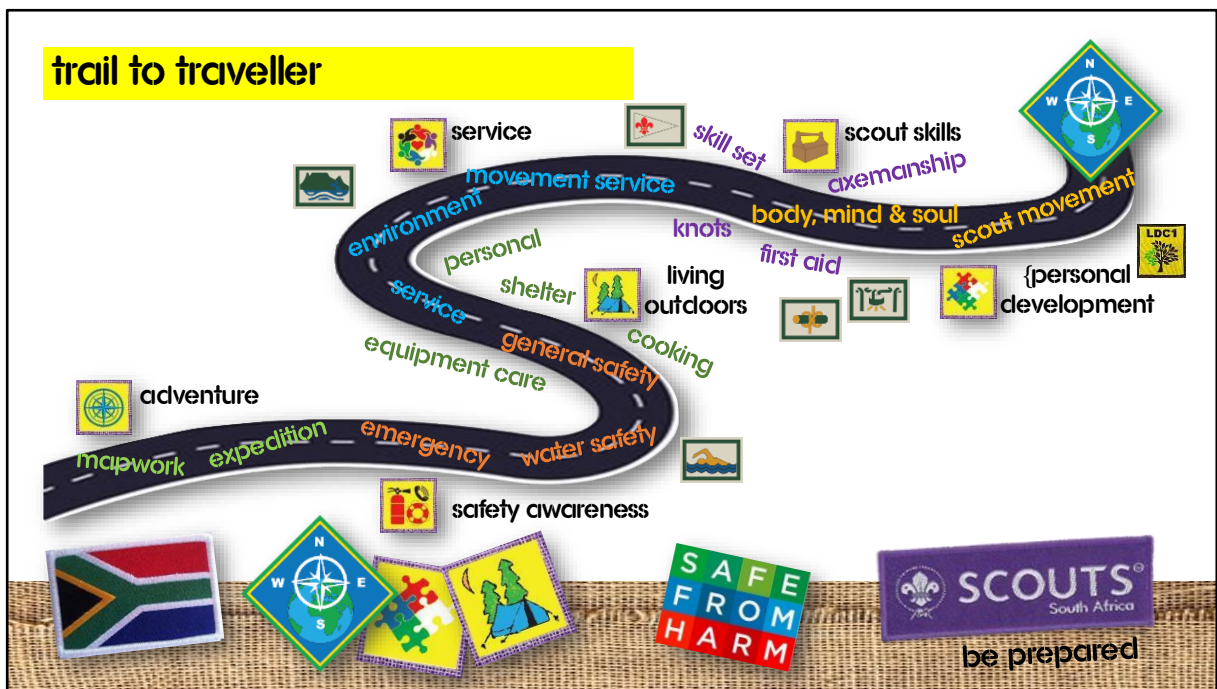 trail to traveller
N
W
E
S
service
scout skills
skill set
axemanship
movement service
environment
body, mind & soul
scout movement
LDC1
knots
first aid
personal
shelter
living
outdoors
{personal
development
service
general safety
cooking
equipment care
adventure
mapwork
expedition
emergency
water safety
safety awareness
N
W
E
S
SAFE
FROM
HARM
SCOUTS
South Africa
be prepared